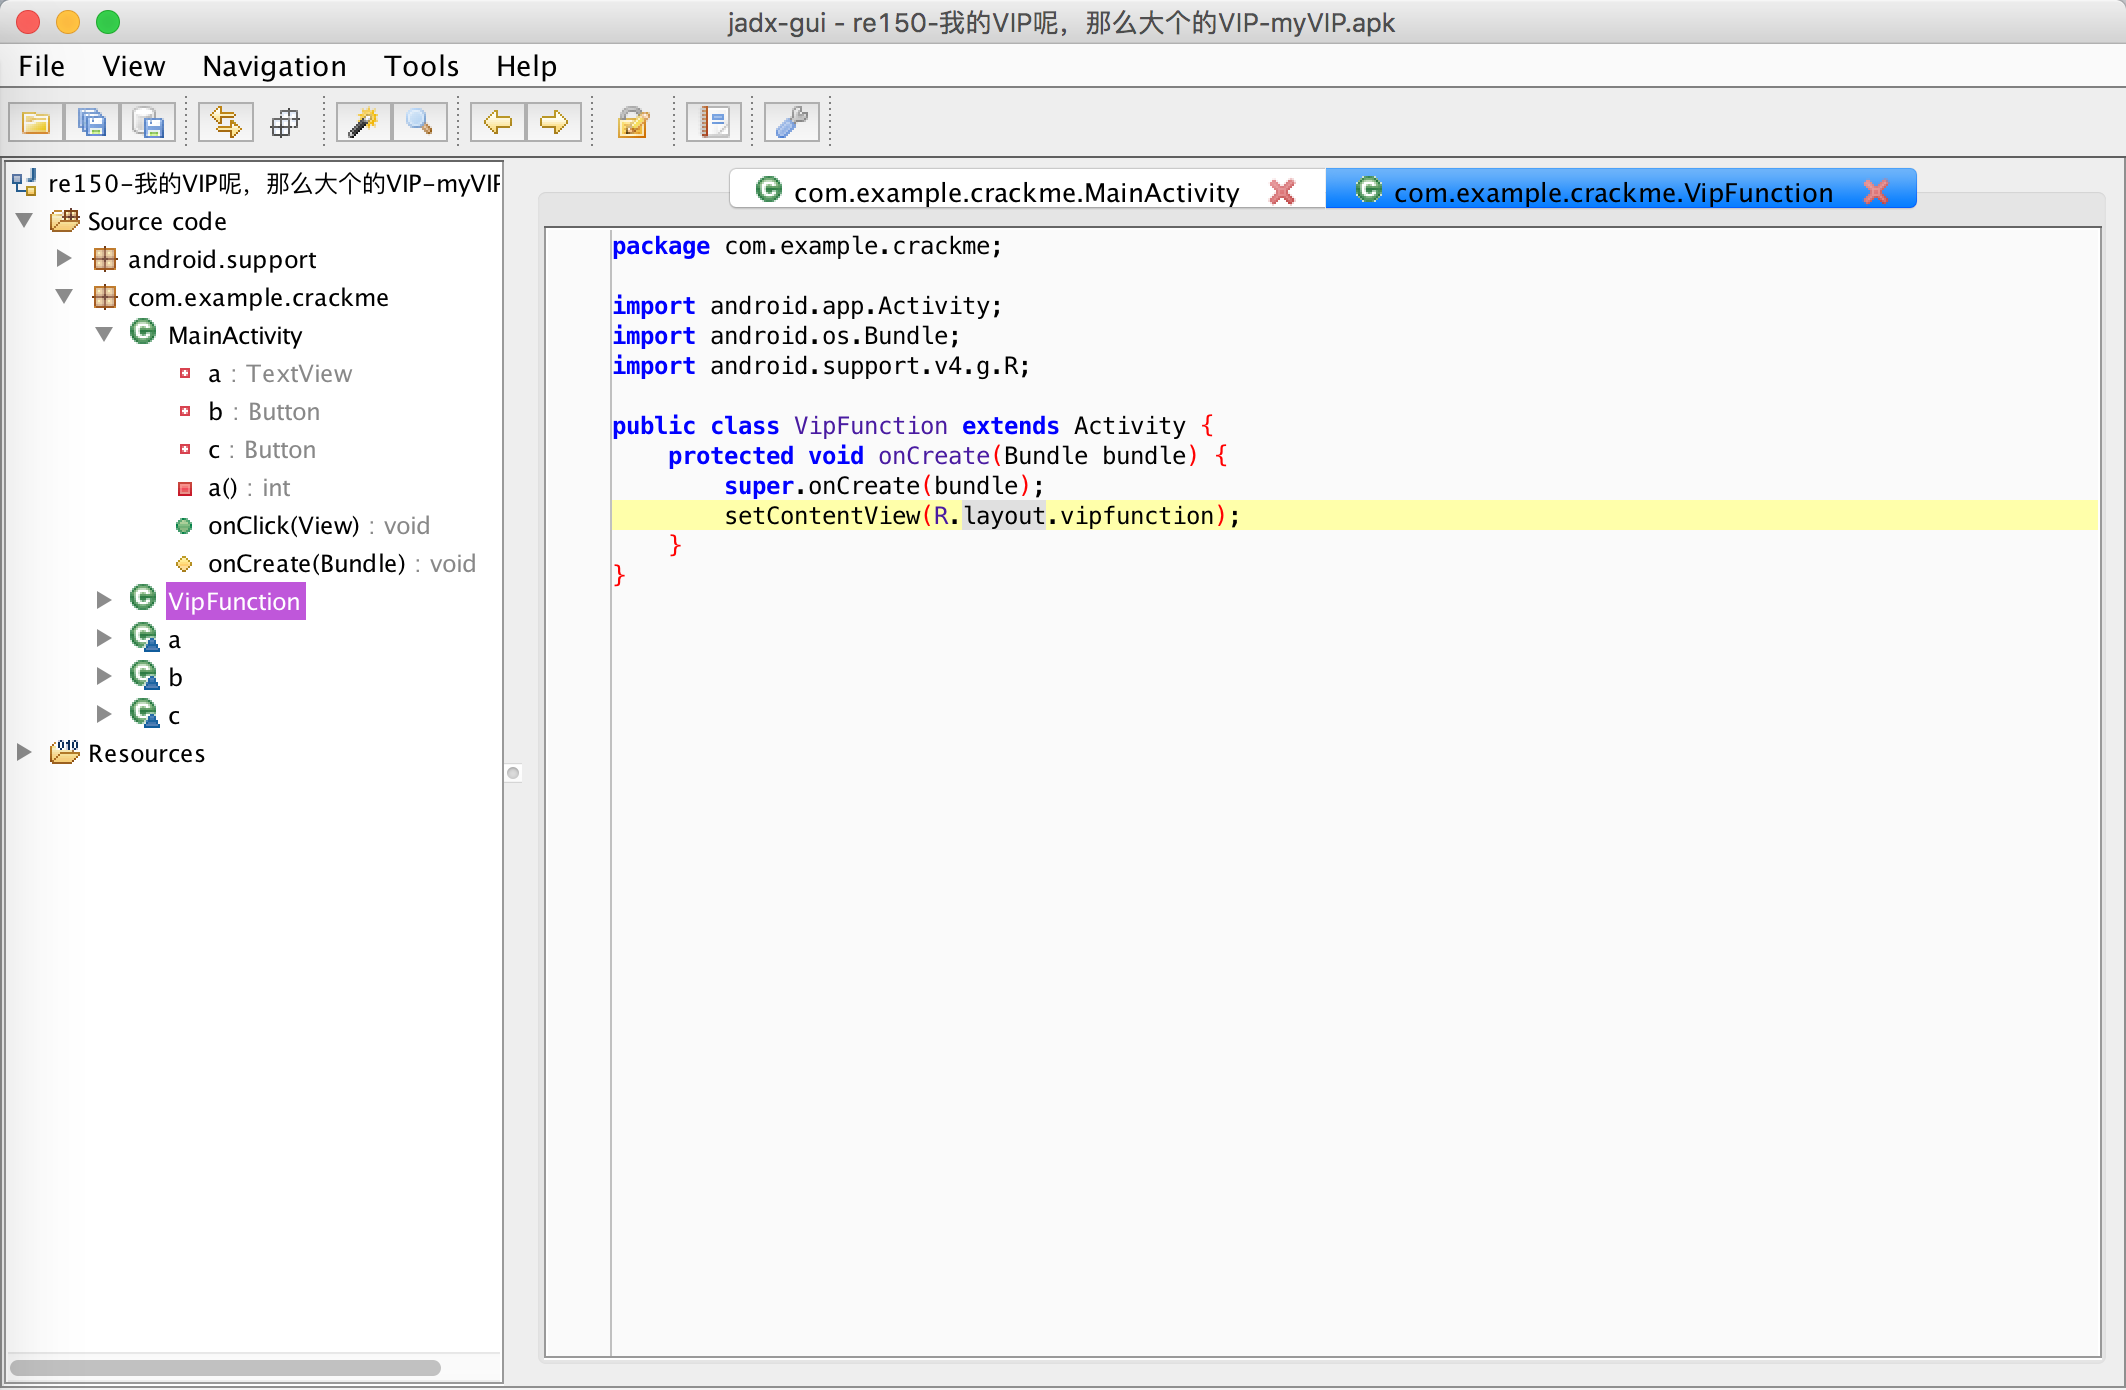 jadx-gui - re150-我的VIP呢，那么大个的VIP-myVIP.apk
File View Navigation Tools Help
re150-我的VIP呢，那么大个的VIP-myVIP
Source code
android.support
com.example.crackme
MainActivity
a : TextView
b : Button
c : Button
a() : int
onClick(View) : void
onCreate(Bundle) : void
VipFunction
a
b
c
Resources
com.example.crackme.MainActivity com.example.crackme.VipFunction
package com.example.crackme;
import android.app.Activity;
import android.os.Bundle;
import android.support.v4.g.R;
public class VipFunction extends Activity {
protected void onCreate(Bundle bundle) {
super.onCreate(bundle);
setContentView(R.layout.vipfunction);
}
}